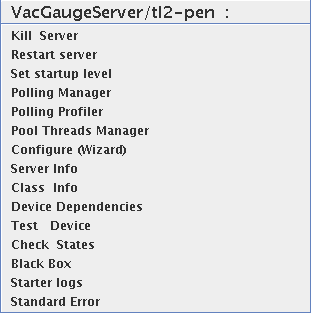 VacGaugeServer/tl2-pen :
Kill Server
Restart server
Set startup level
Polling Manager
Polling Profiler
Pool Threads Manager
Configure (Wizard)
Server Info
Class Info
Device Dependencies
Test Device
Check States
Black Box
Starter logs
Standard Error